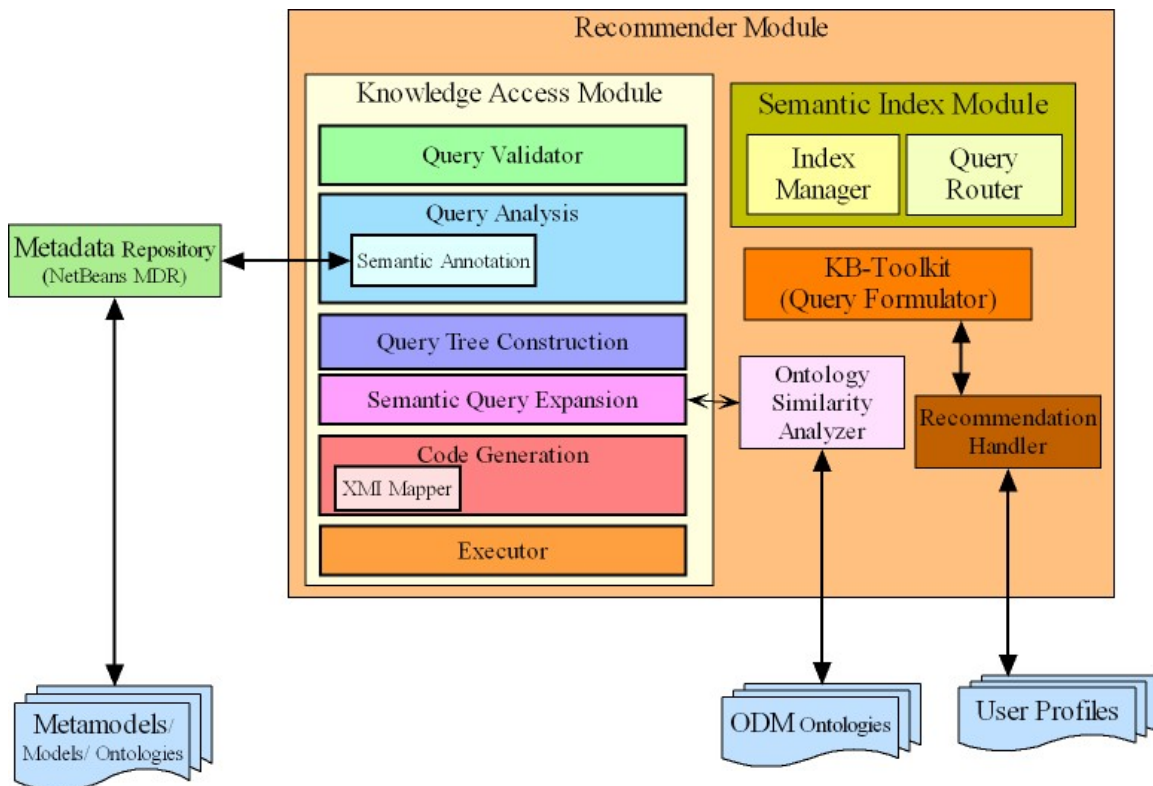 Recommender Module
Knowledge Access Module
Query Validator
Query Analysis
Semantic Annotation
Query Tree Construction
Semantic Query Expansion
Code Generation
XMI Mapper
Executor
Semantic Index Module
Index
Manager
Query
Router
KB-Toolkit
(Query Formulator)
Ontology
Similarity
Analyzer
Recommendation
Handler
Metadata Repository
(NetBeans MDR)
Metamodels/
Models/ Ontologies
ODM Ontologies
User Profiles